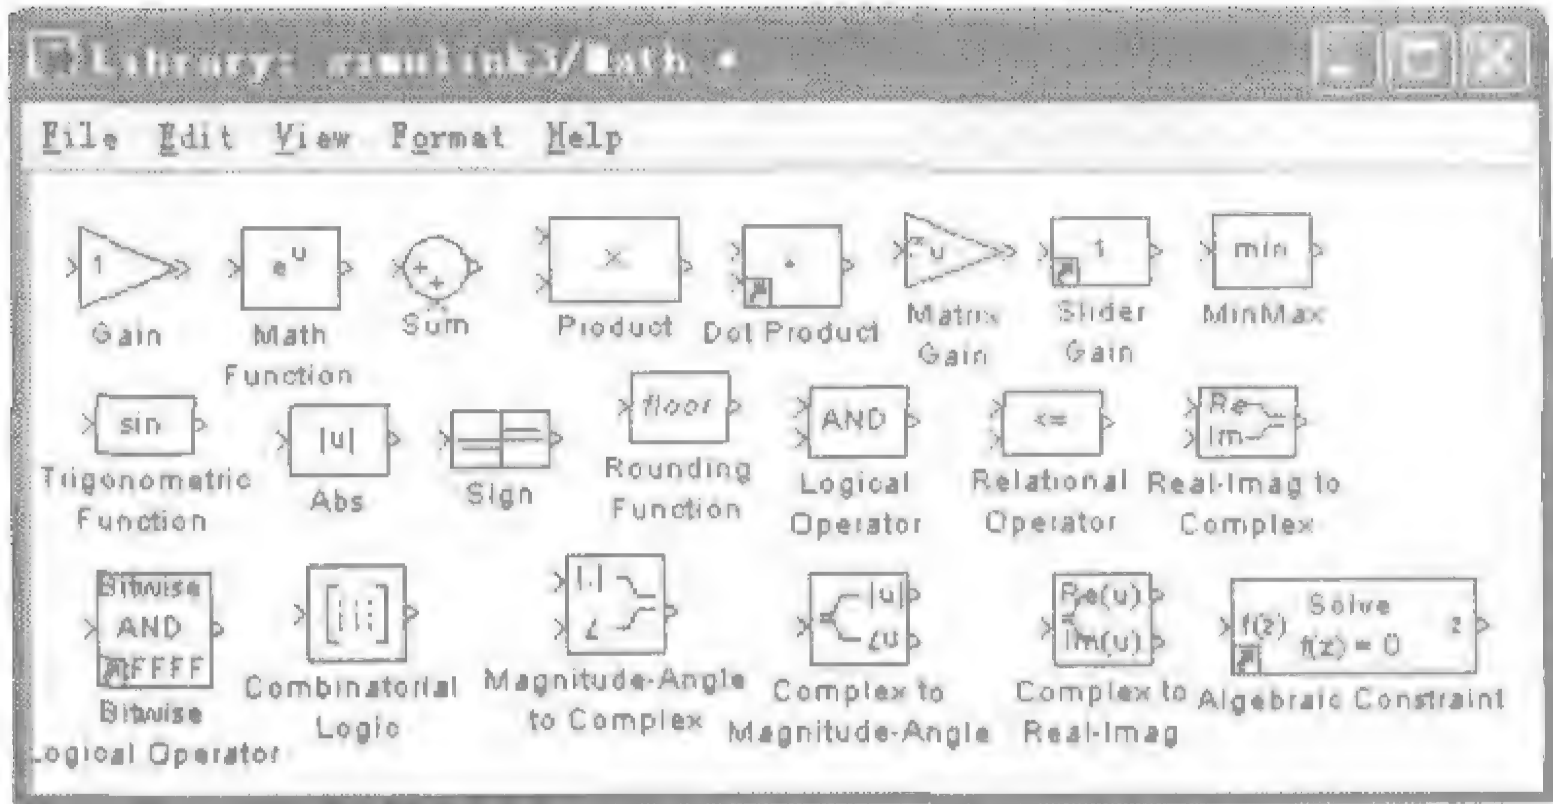 Library: simulink3/Math *
File Edit View Format Help
1
Gain
e^u
Math
Function
+
+
Sum
×
Product
Dot Product
u
Matrix
Gain
1
Slider
Gain
min
MinMax
sin
Trigonometric
Function
|u|
Abs
Sign
floor
Rounding
Function
AND
Logical
Operator
<=
Relational
Operator
Re
Im
Real-Imag to
Complex
Bitwise
AND
FFFF
Bitwise
Logical Operator
Combinatorial
Logic
|.|
∠
Magnitude-Angle
to Complex
|u|
∠u
Complex to
Magnitude-Angle
Re(u)
Im(u)
Complex to
Real-Imag
f(z)
Solve
f(z) = 0
z
Algebraic Constraint